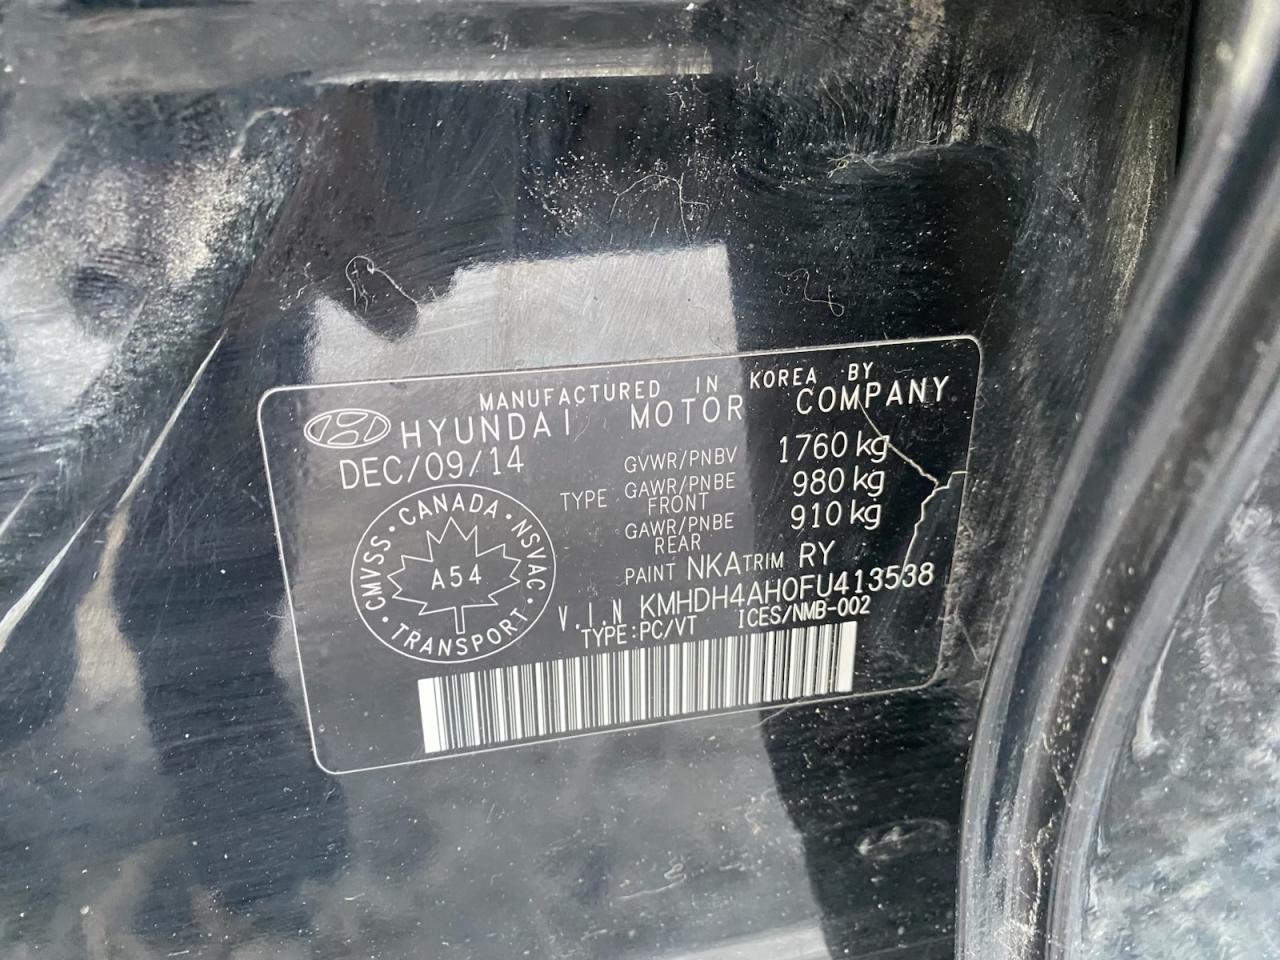 MANUFACTURED IN KOREA BY
HYUNDAI MOTOR COMPANY
DEC/09/14
GVWR/PNBV 1760 kg
TYPE GAWR/PNBE FRONT 980 kg
GAWR/PNBE REAR 910 kg
PAINT NKA TRIM RY
V.I.N KMHDH4AH0FU413538
TYPE:PC/VT ICES/NMB-002
CANADA · NSVAC · TRANSPORT · CMVSS ·
A54